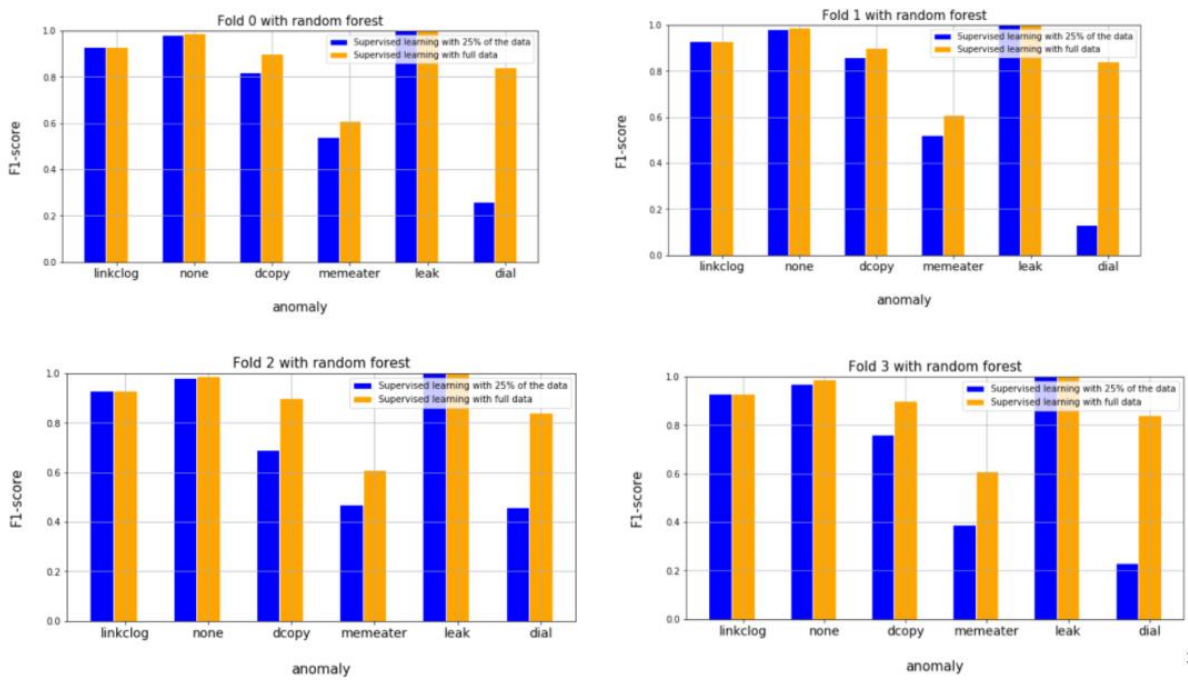 Fold 0 with random forest
Supervised learning with 25% of the data
Supervised learning with full data
1.0
0.8
0.6
0.4
0.2
0.0
F1-score
linkclog none dcopy memeater leak dial
anomaly
Fold 1 with random forest
Supervised learning with 25% of the data
Supervised learning with full data
1.0
0.8
0.6
0.4
0.2
0.0
F1-score
linkclog none dcopy memeater leak dial
anomaly
Fold 2 with random forest
Supervised learning with 25% of the data
Supervised learning with full data
1.0
0.8
0.6
0.4
0.2
0.0
F1-score
linkclog none dcopy memeater leak dial
anomaly
Fold 3 with random forest
Supervised learning with 25% of the data
Supervised learning with full data
1.0
0.8
0.6
0.4
0.2
0.0
F1-score
linkclog none dcopy memeater leak dial
anomaly